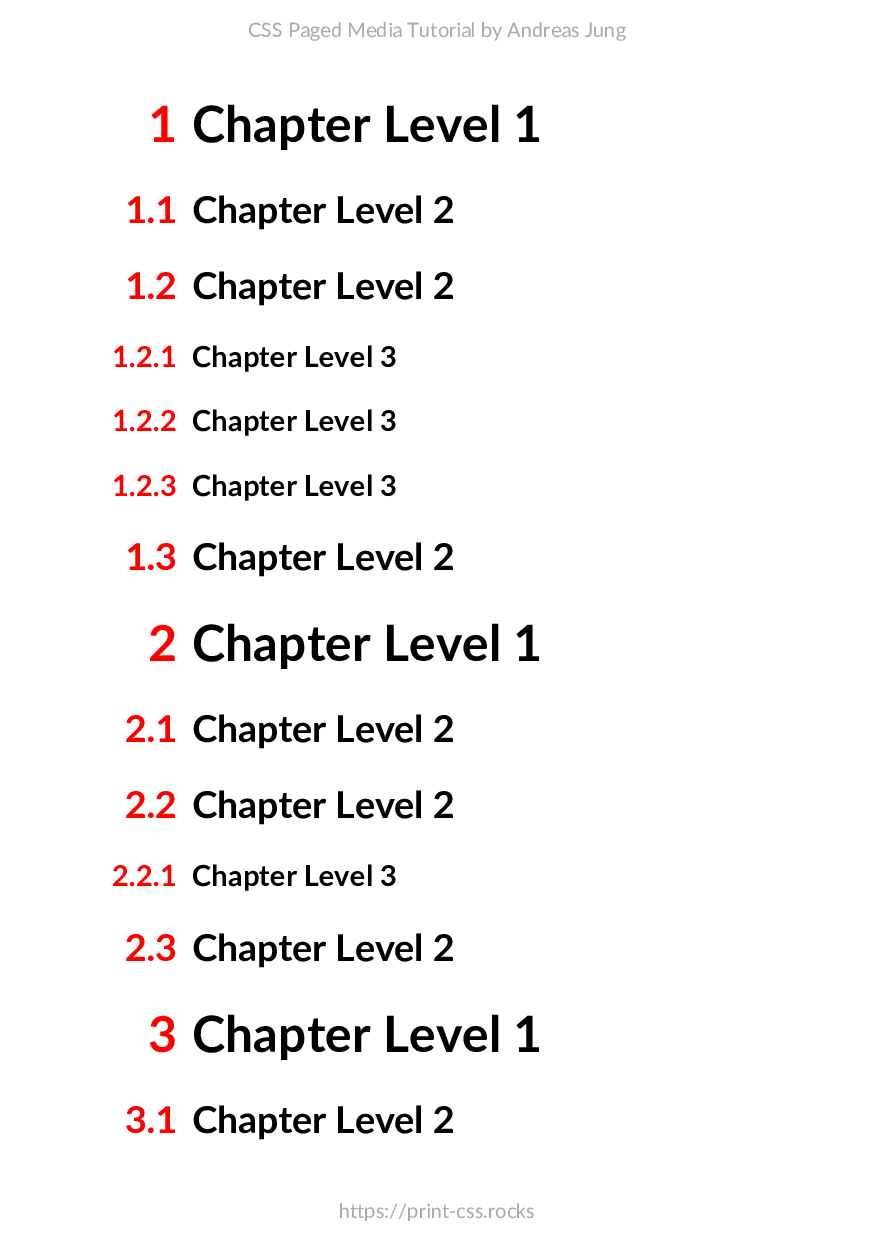 CSS Paged Media Tutorial by Andreas Jung
1 Chapter Level 1
1.1 Chapter Level 2
1.2 Chapter Level 2
1.2.1 Chapter Level 3
1.2.2 Chapter Level 3
1.2.3 Chapter Level 3
1.3 Chapter Level 2
2 Chapter Level 1
2.1 Chapter Level 2
2.2 Chapter Level 2
2.2.1 Chapter Level 3
2.3 Chapter Level 2
3 Chapter Level 1
3.1 Chapter Level 2
https://print-css.rocks